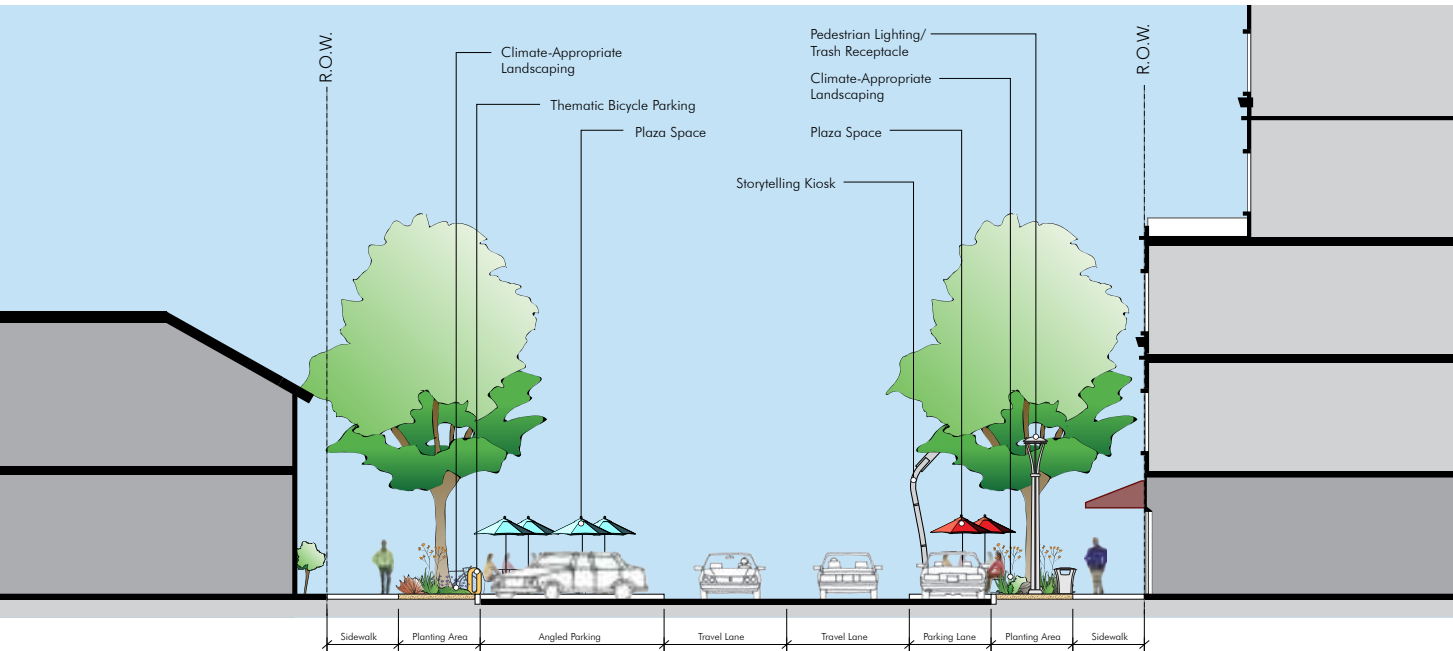 R.O.W.
Climate-Appropriate
Landscaping
Thematic Bicycle Parking
Plaza Space
Pedestrian Lighting/
Trash Receptacle
Climate-Appropriate
Landscaping
Plaza Space
Storytelling Kiosk
R.O.W.
Sidewalk
Planting Area
Angled Parking
Travel Lane
Travel Lane
Parking Lane
Planting Area
Sidewalk